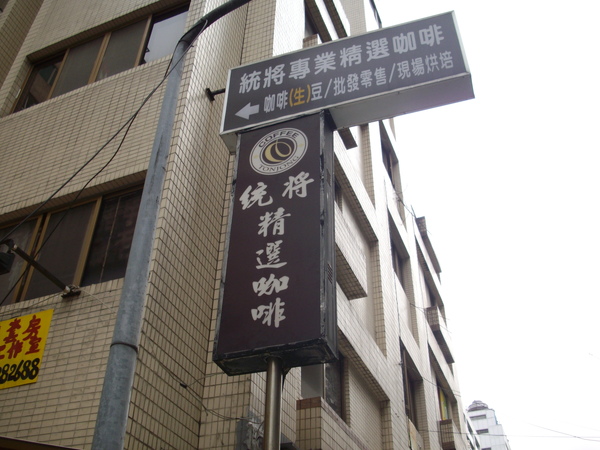 統將專業精選咖啡
咖啡(生)豆/批發零售/現場烘焙
COFFEE
統將
精
選
咖
啡
282688